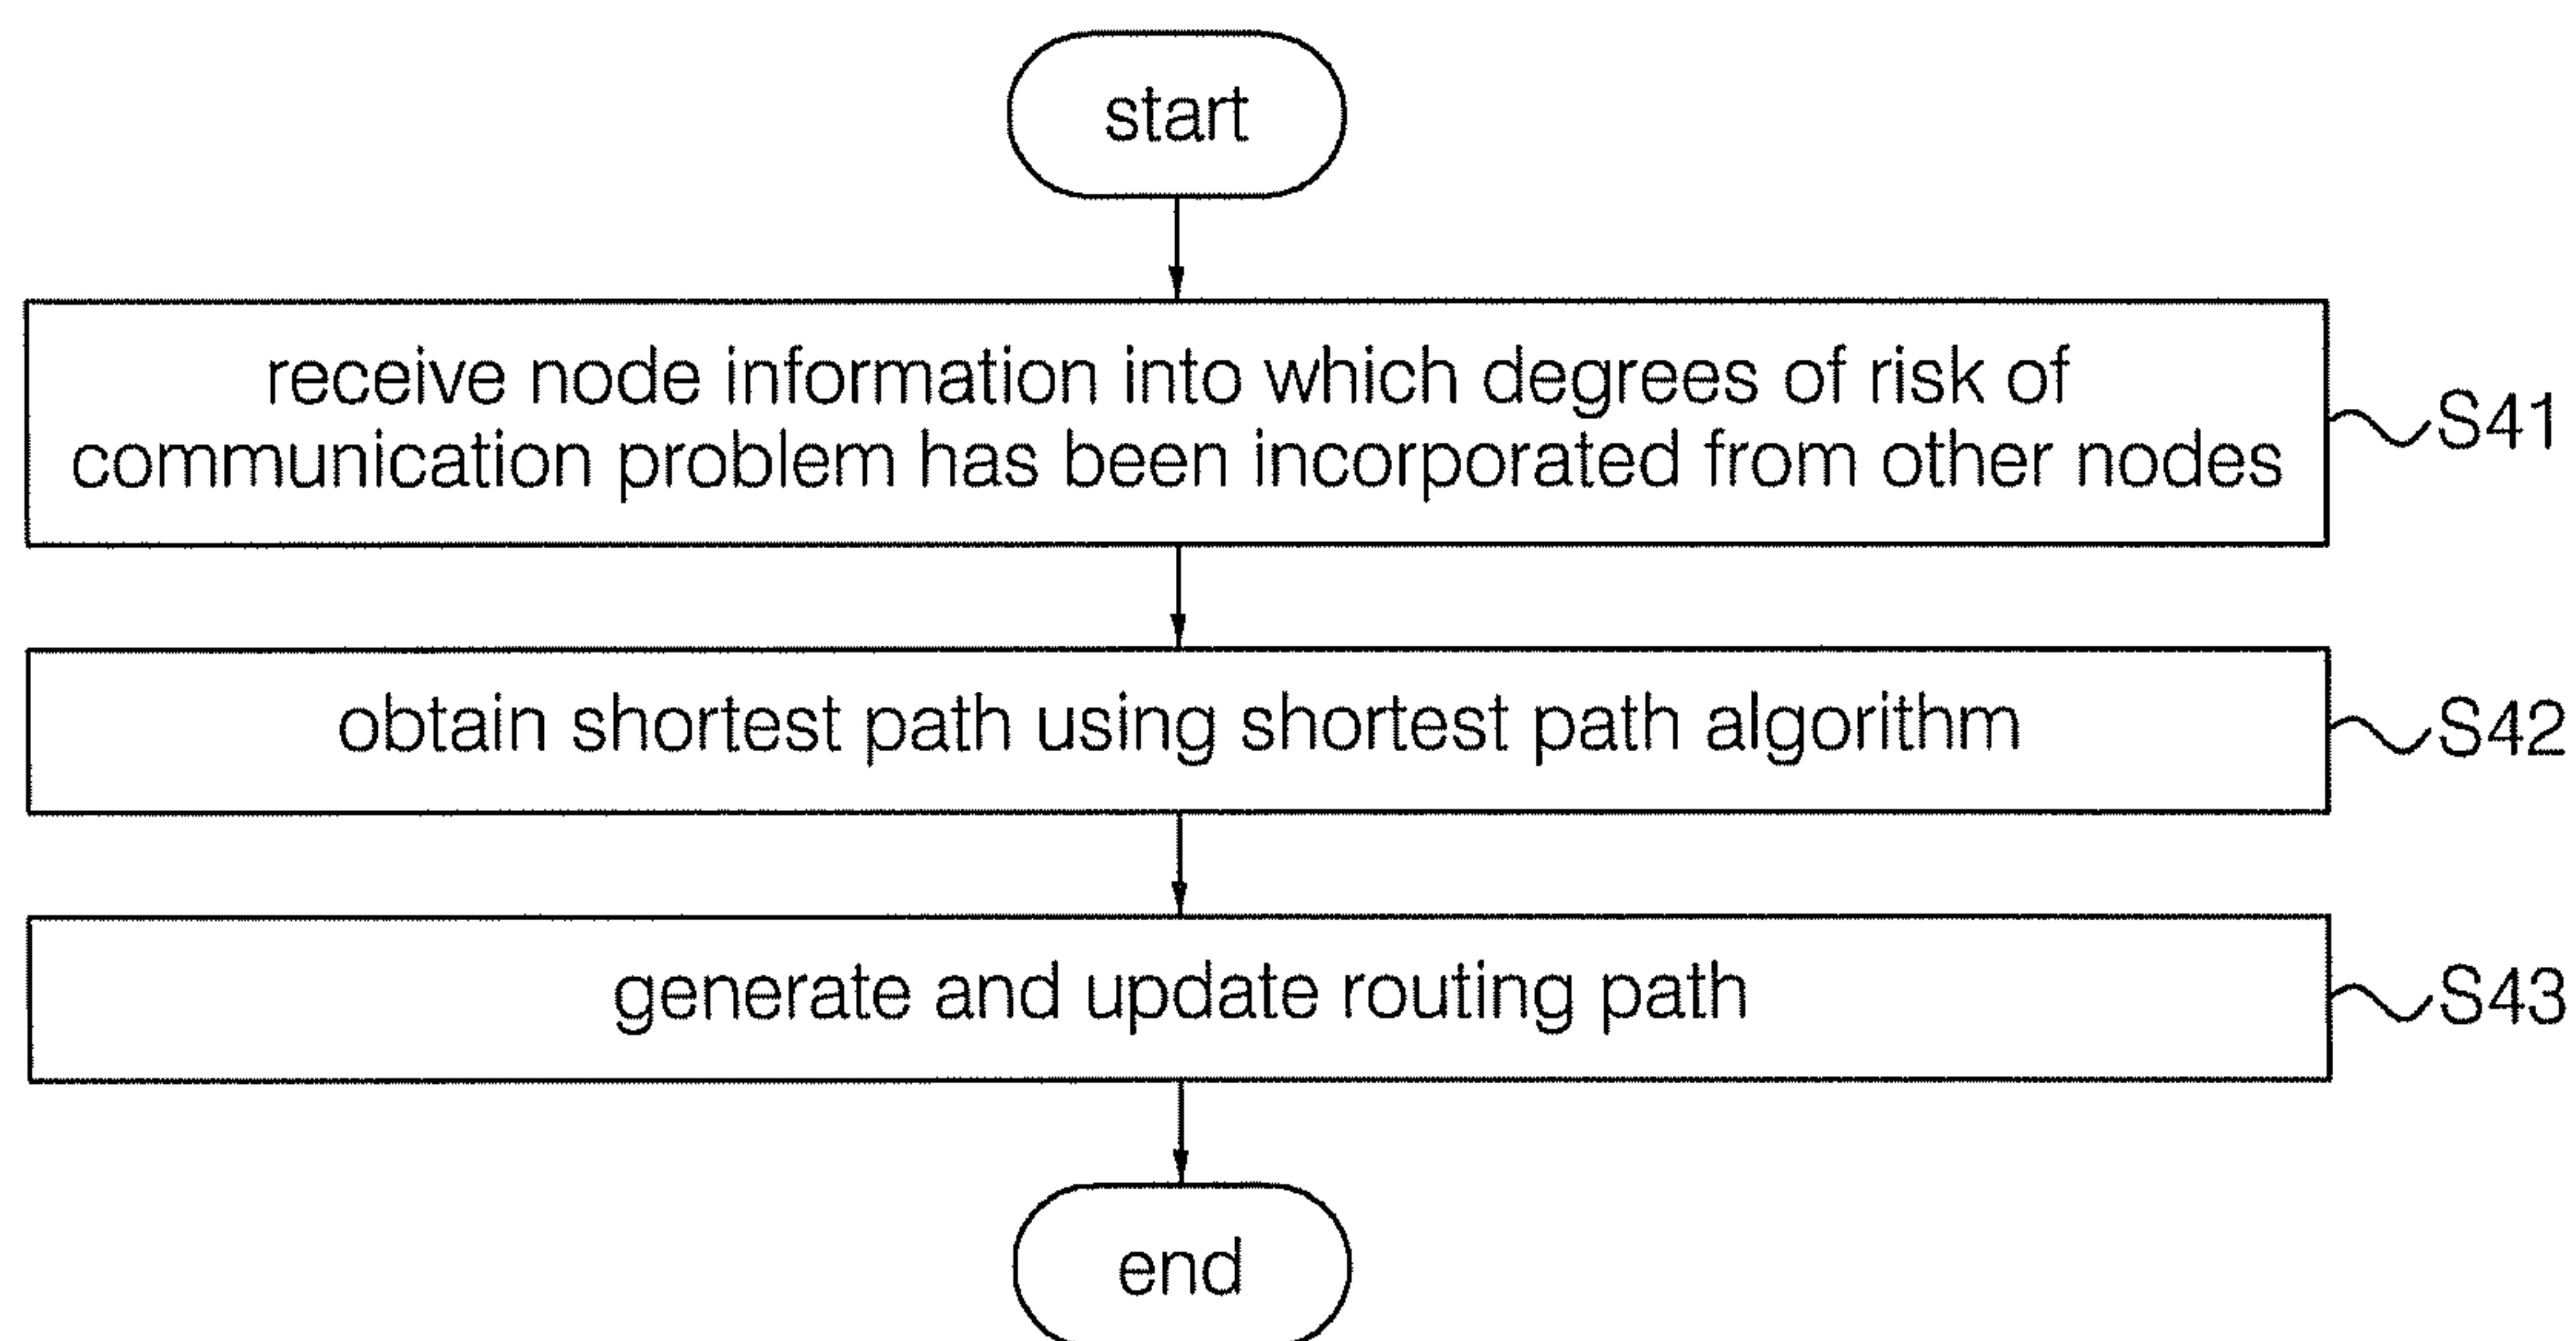 start
receive node information into which degrees of risk of
communication problem has been incorporated from other nodes
S41
obtain shortest path using shortest path algorithm
S42
generate and update routing path
S43
end